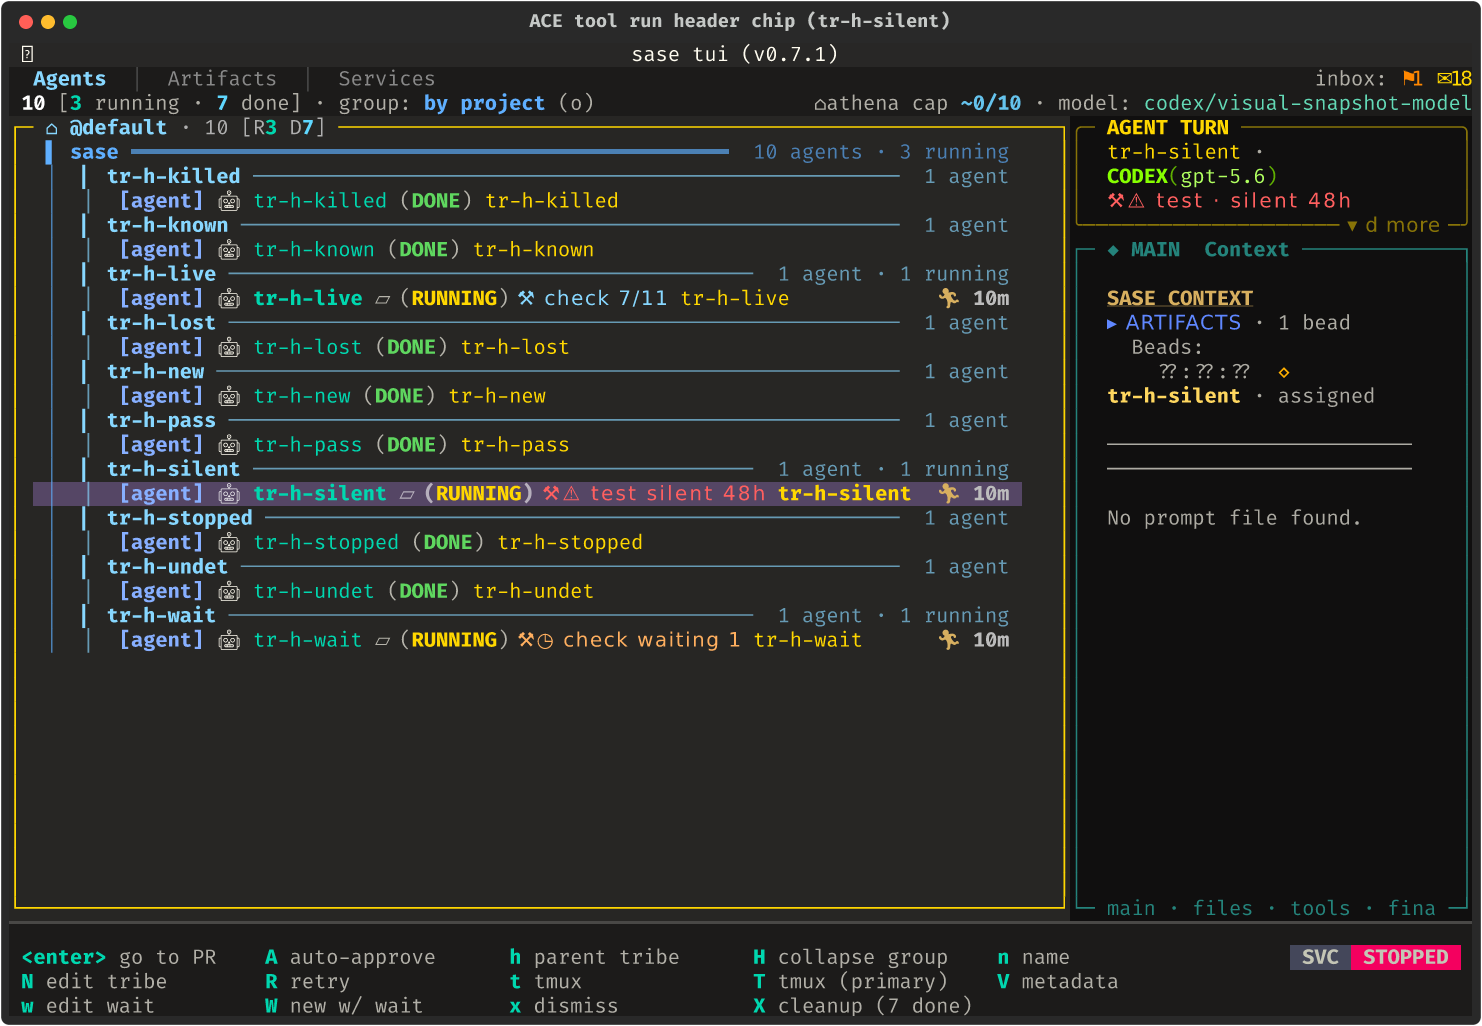 ACE tool run header chip (tr-h-silent)
sase tui (v0.7.1)
Agents │ Artifacts │ Services inbox: ⚑1 ✉18
10 [3 running · 7 done] · group: by project (o) ⌂athena cap ~0/10 · model: codex/visual-snapshot-model
⌂ @default · 10 [R3 D7]
sase 10 agents · 3 running
tr-h-killed 1 agent
[agent] 🤖 tr-h-killed (DONE) tr-h-killed
tr-h-known 1 agent
[agent] 🤖 tr-h-known (DONE) tr-h-known
tr-h-live 1 agent · 1 running
[agent] 🤖 tr-h-live ▱ (RUNNING) ⚒ check 7/11 tr-h-live 🏃 10m
tr-h-lost 1 agent
[agent] 🤖 tr-h-lost (DONE) tr-h-lost
tr-h-new 1 agent
[agent] 🤖 tr-h-new (DONE) tr-h-new
tr-h-pass 1 agent
[agent] 🤖 tr-h-pass (DONE) tr-h-pass
tr-h-silent 1 agent · 1 running
[agent] 🤖 tr-h-silent ▱ (RUNNING) ⚒⚠ test silent 48h tr-h-silent 🏃 10m
tr-h-stopped 1 agent
[agent] 🤖 tr-h-stopped (DONE) tr-h-stopped
tr-h-undet 1 agent
[agent] 🤖 tr-h-undet (DONE) tr-h-undet
tr-h-wait 1 agent · 1 running
[agent] 🤖 tr-h-wait ▱ (RUNNING) ⚒◷ check waiting 1 tr-h-wait 🏃 10m
AGENT TURN
tr-h-silent ·
CODEX(gpt-5.6)
⚒⚠ test · silent 48h
▾ d more
◆ MAIN Context
SASE CONTEXT
▸ ARTIFACTS · 1 bead
Beads:
??:??:?? ◇
tr-h-silent · assigned
No prompt file found.
main · files · tools · fina
<enter> go to PR A auto-approve h parent tribe H collapse group n name SVC STOPPED
N edit tribe R retry t tmux T tmux (primary) V metadata
w edit wait W new w/ wait x dismiss X cleanup (7 done)